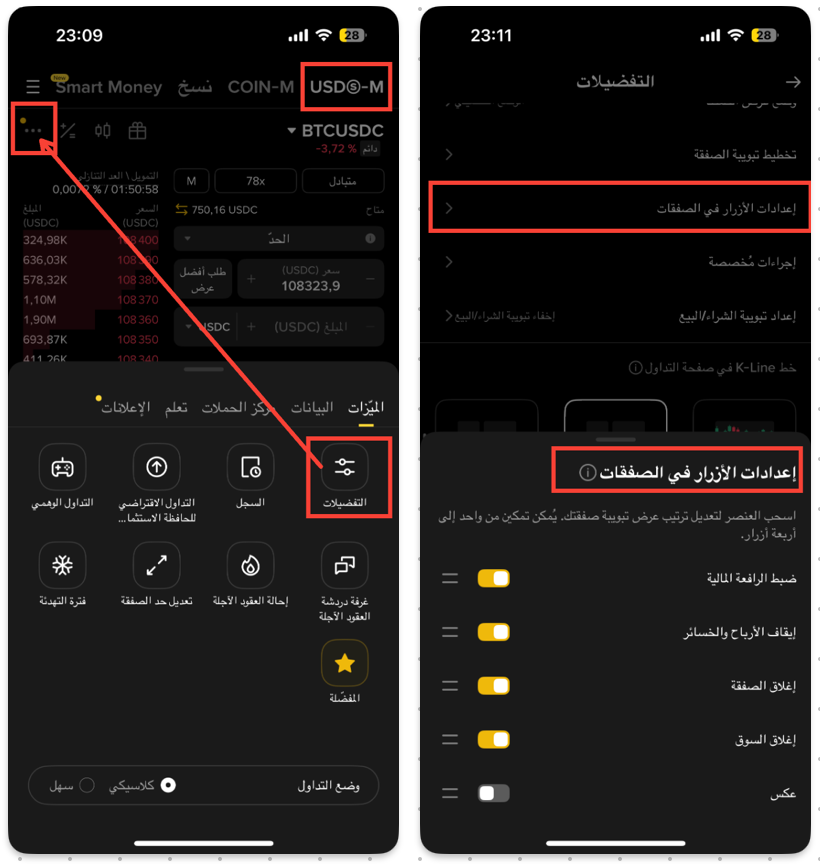 23:09
28
USDⓈ-M
COIN-M
نسخ
Smart Money
New
BTCUSDC
دائم -3,72 %
متبادل
78x
M
التمويل \ العد التنازلي
0,0072 % / 01:50:58
متاح
750,16 USDC
السعر
(USDC)
المبلغ
(USDC)
الحدّ
سعر (USDC)
108323,9
طلب أفضل
عرض
المبلغ (USDC)
USDC
108400 324,98K
108390 636,03K
108380 578,32K
108370 1,10M
108360 1,90M
108350 693,87K
108340 411,26K
الميّزات
البيانات
مركز الحملات
تعلم
الإعلانات
التفضيلات
السجل
التداول الاقتراضي
للحافظة الاستثما...
التداول الوهمي
غرفة دردشة
العقود الآجلة
إحالة العقود الآجلة
تعديل حد الصفقة
فترة التهدئة
المفضّلة
وضع التداول
كلاسيكي
سهل
23:11
28
التفضيلات
تخطيط تبويبة الصفقة
إعدادات الأزرار في الصفقات
إجراءات مُخصصة
إعداد تبويبة الشراء/البيع
إخفاء تبويبة الشراء/البيع
خط K-Line في صفحة التداول
إعدادات الأزرار في الصفقات
اسحب العنصر لتعديل ترتيب عرض تبويبة صفقتك. يُمكن تمكين من واحد إلى
أربعة أزرار.
ضبط الرافعة المالية
إيقاف الأرباح والخسائر
إغلاق الصفقة
إغلاق السوق
عكس